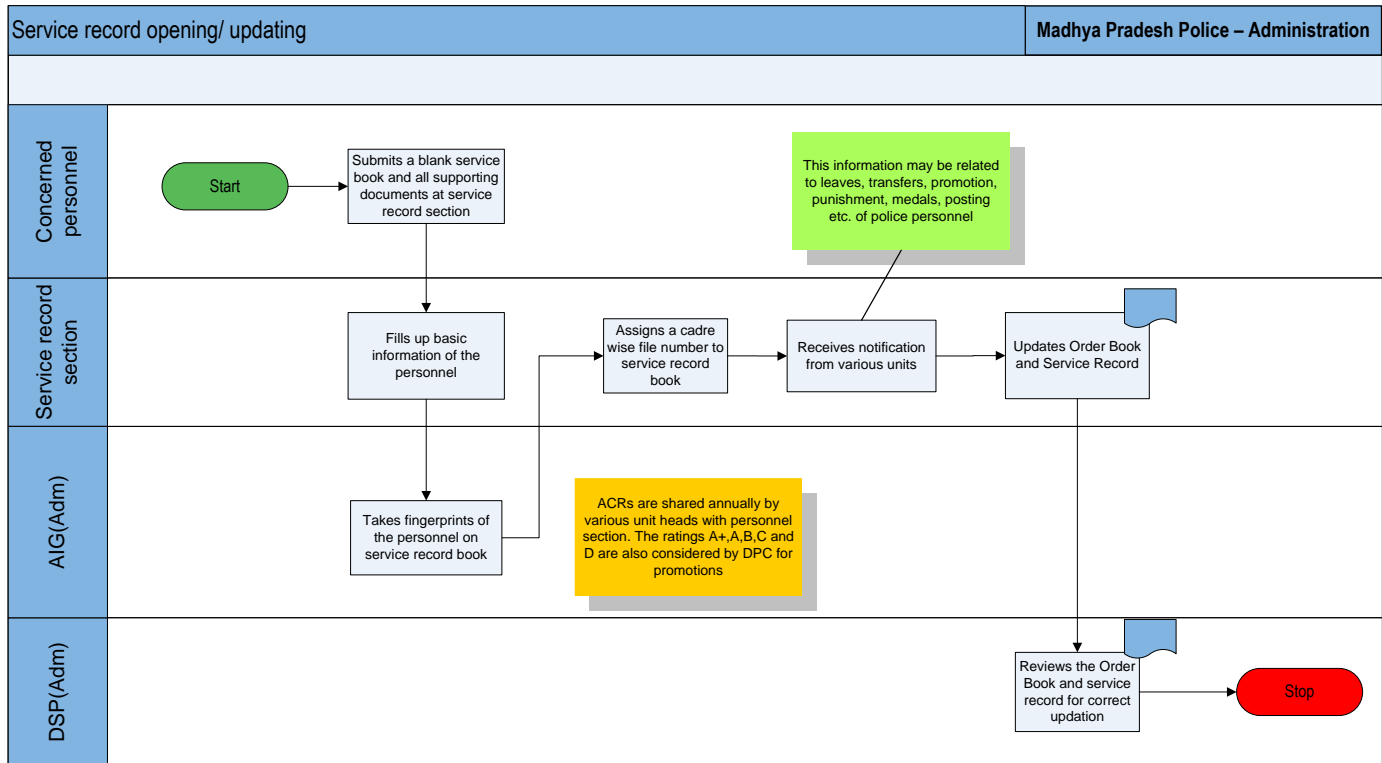 Service record opening/ updating
Madhya Pradesh Police – Administration
Concerned
personnel
Start
Submits a blank service
book and all supporting
documents at service
record section
This information may be related
to leaves, transfers, promotion,
punishment, medals, posting
etc. of police personnel
Service record
section
Fills up basic
information of the
personnel
Assigns a cadre
wise file number to
service record
book
Receives notification
from various units
Updates Order Book
and Service Record
AIG(Adm)
Takes fingerprints of
the personnel on
service record book
ACRs are shared annually by
various unit heads with personnel
section. The ratings A+,A,B,C and
D are also considered by DPC for
promotions
DSP(Adm)
Reviews the Order
Book and service
record for correct
updation
Stop